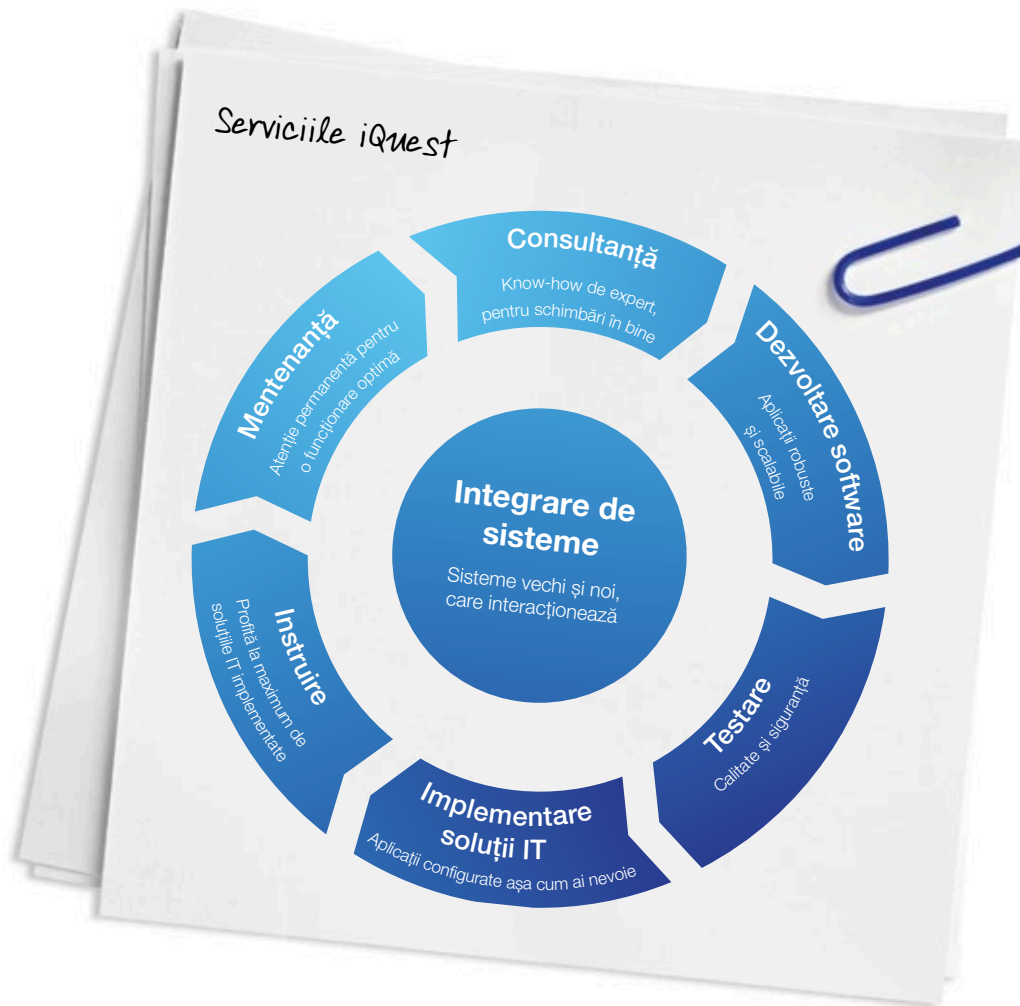 Serviciile iQuest
Consultanță
Know-how de expert,
pentru schimbări în bine
Dezvoltare software
Aplicații robuste
și scalabile
Testare
Calitate și siguranță
Implementare
soluții IT
Aplicații configurate așa cum ai nevoie
Instruire
Profită la maximum de
soluțiile IT implementate
Mentenanță
Atenție permanentă pentru
o funcționare optimă
Integrare de
sisteme
Sisteme vechi și noi,
care interacționează